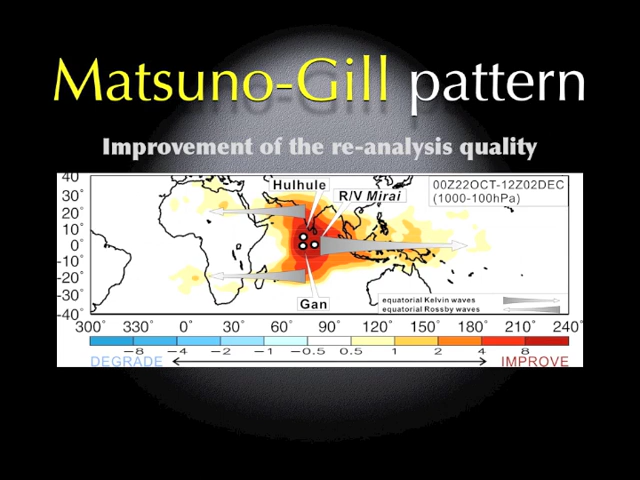 Matsuno-Gill pattern
Improvement of the re-analysis quality
40
30°
20°
10°
0°
-10°
-20°
-30°
-40°
Hulhule
R/V Mirai
00Z22OCT-12Z02DEC
(1000-100hPa)
Gan
equatorial Kelvin waves
equatorial Rossby waves
300° 330° 0° 30° 60° 90° 120° 150° 180° 210° 240°
-8 -4 -2 -1 -0.5 0.5 1 2 4 8
DEGRADE IMPROVE